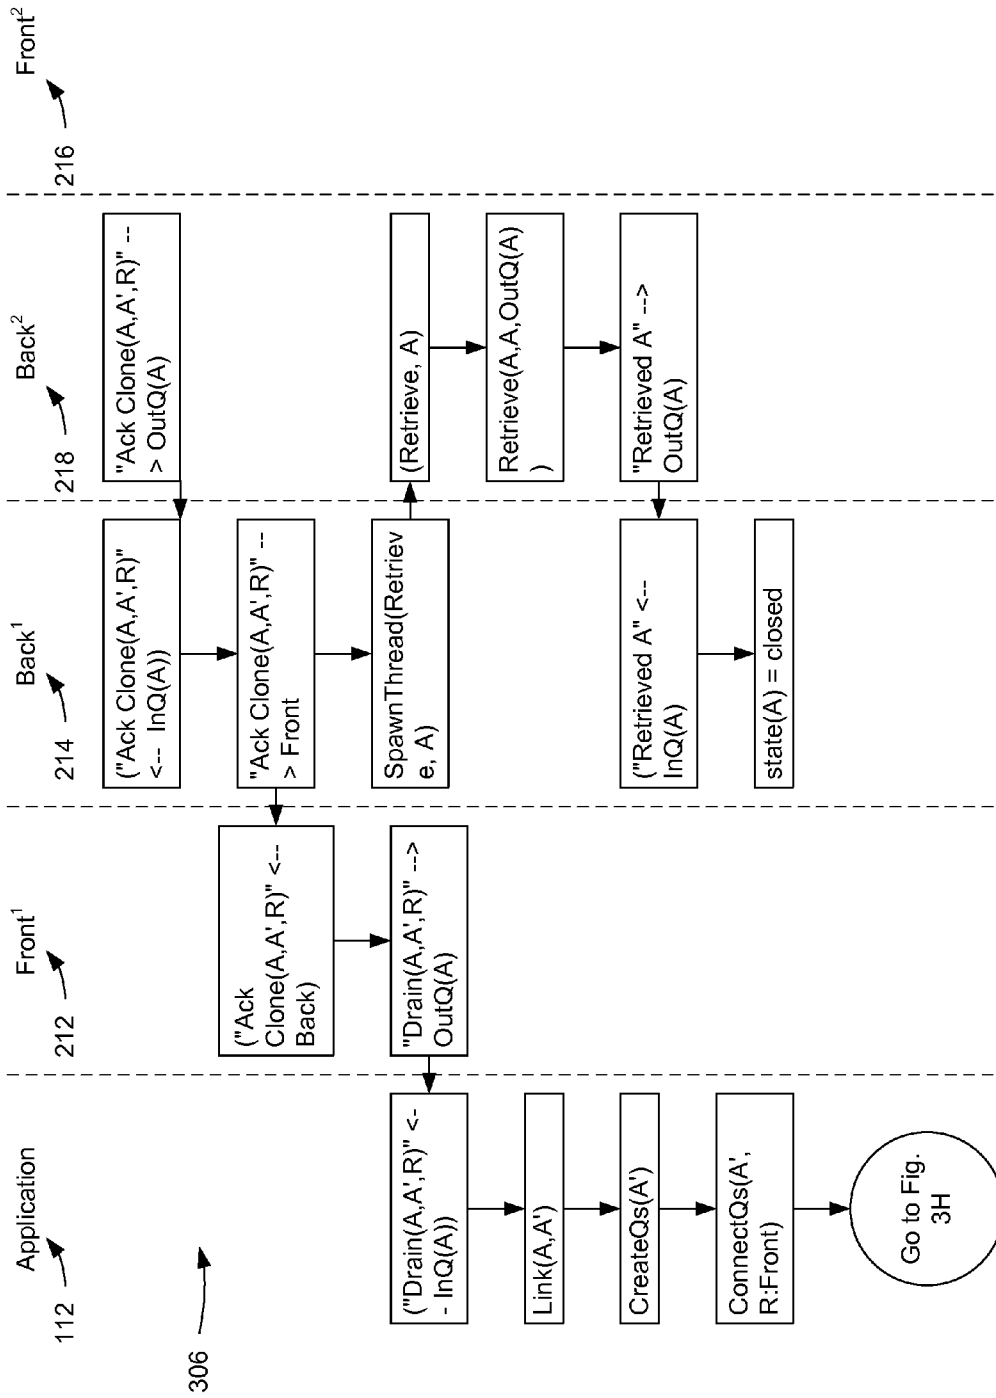 Application
112
Front1
212
Back1
214
Back2
218
Front2
216
306
"Ack Clone(A,A',R)" --
> OutQ(A)
("Ack Clone(A,A',R)"
<--- InQ(A))
"Ack Clone(A,A',R)" --
> Front
("Ack
Clone(A,A',R)" <---
Back)
SpawnThread(Retriev
e, A)
(Retrieve, A)
"Drain(A,A',R)" --->
OutQ(A)
("Drain(A,A',R)" <-
- InQ(A))
Retrieve(A,A,OutQ(A)
)
Link(A,A')
"Retrieved A" --->
OutQ(A)
("Retrieved A" <---
InQ(A)
CreateQs(A')
state(A) = closed
ConnectQs(A',
R:Front)
Go to Fig.
3H